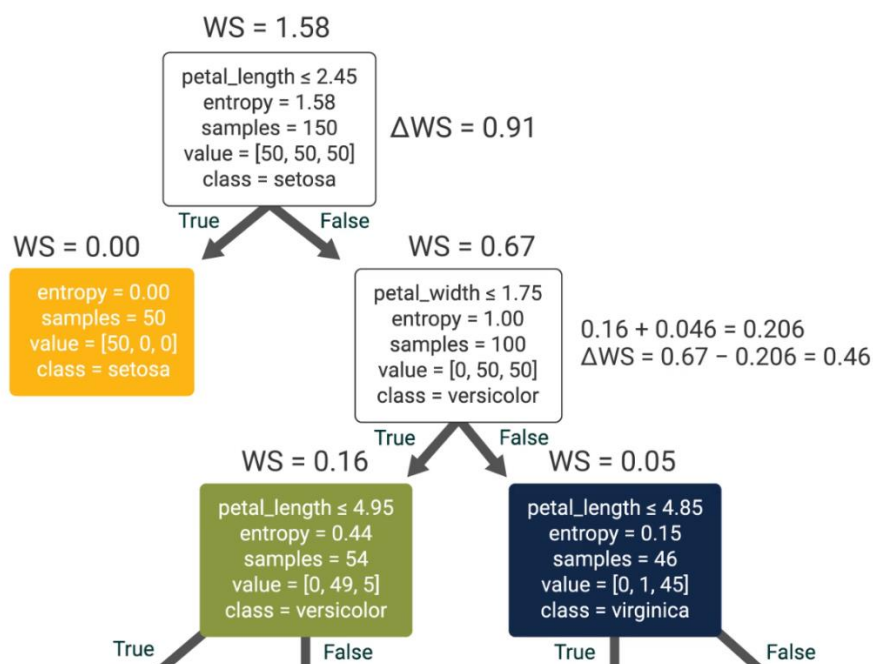 WS = 1.58
petal_length ≤ 2.45
entropy = 1.58
samples = 150
value = [50, 50, 50]
class = setosa
ΔWS = 0.91
True
False
WS = 0.00
entropy = 0.00
samples = 50
value = [50, 0, 0]
class = setosa
WS = 0.67
petal_width ≤ 1.75
entropy = 1.00
samples = 100
value = [0, 50, 50]
class = versicolor
0.16 + 0.046 = 0.206
ΔWS = 0.67 − 0.206 = 0.46
True
False
WS = 0.16
petal_length ≤ 4.95
entropy = 0.44
samples = 54
value = [0, 49, 5]
class = versicolor
WS = 0.05
petal_length ≤ 4.85
entropy = 0.15
samples = 46
value = [0, 1, 45]
class = virginica
True
False
True
False